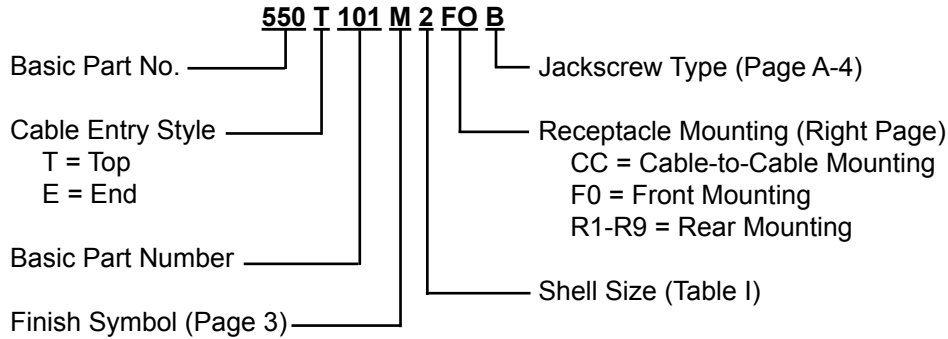 550 T 101 M 2 FO B
Basic Part No.
Cable Entry Style
T = Top
E = End
Basic Part Number
Finish Symbol (Page 3)
Jackscrew Type (Page A-4)
Receptacle Mounting (Right Page)
CC = Cable-to-Cable Mounting
F0 = Front Mounting
R1-R9 = Rear Mounting
Shell Size (Table I)